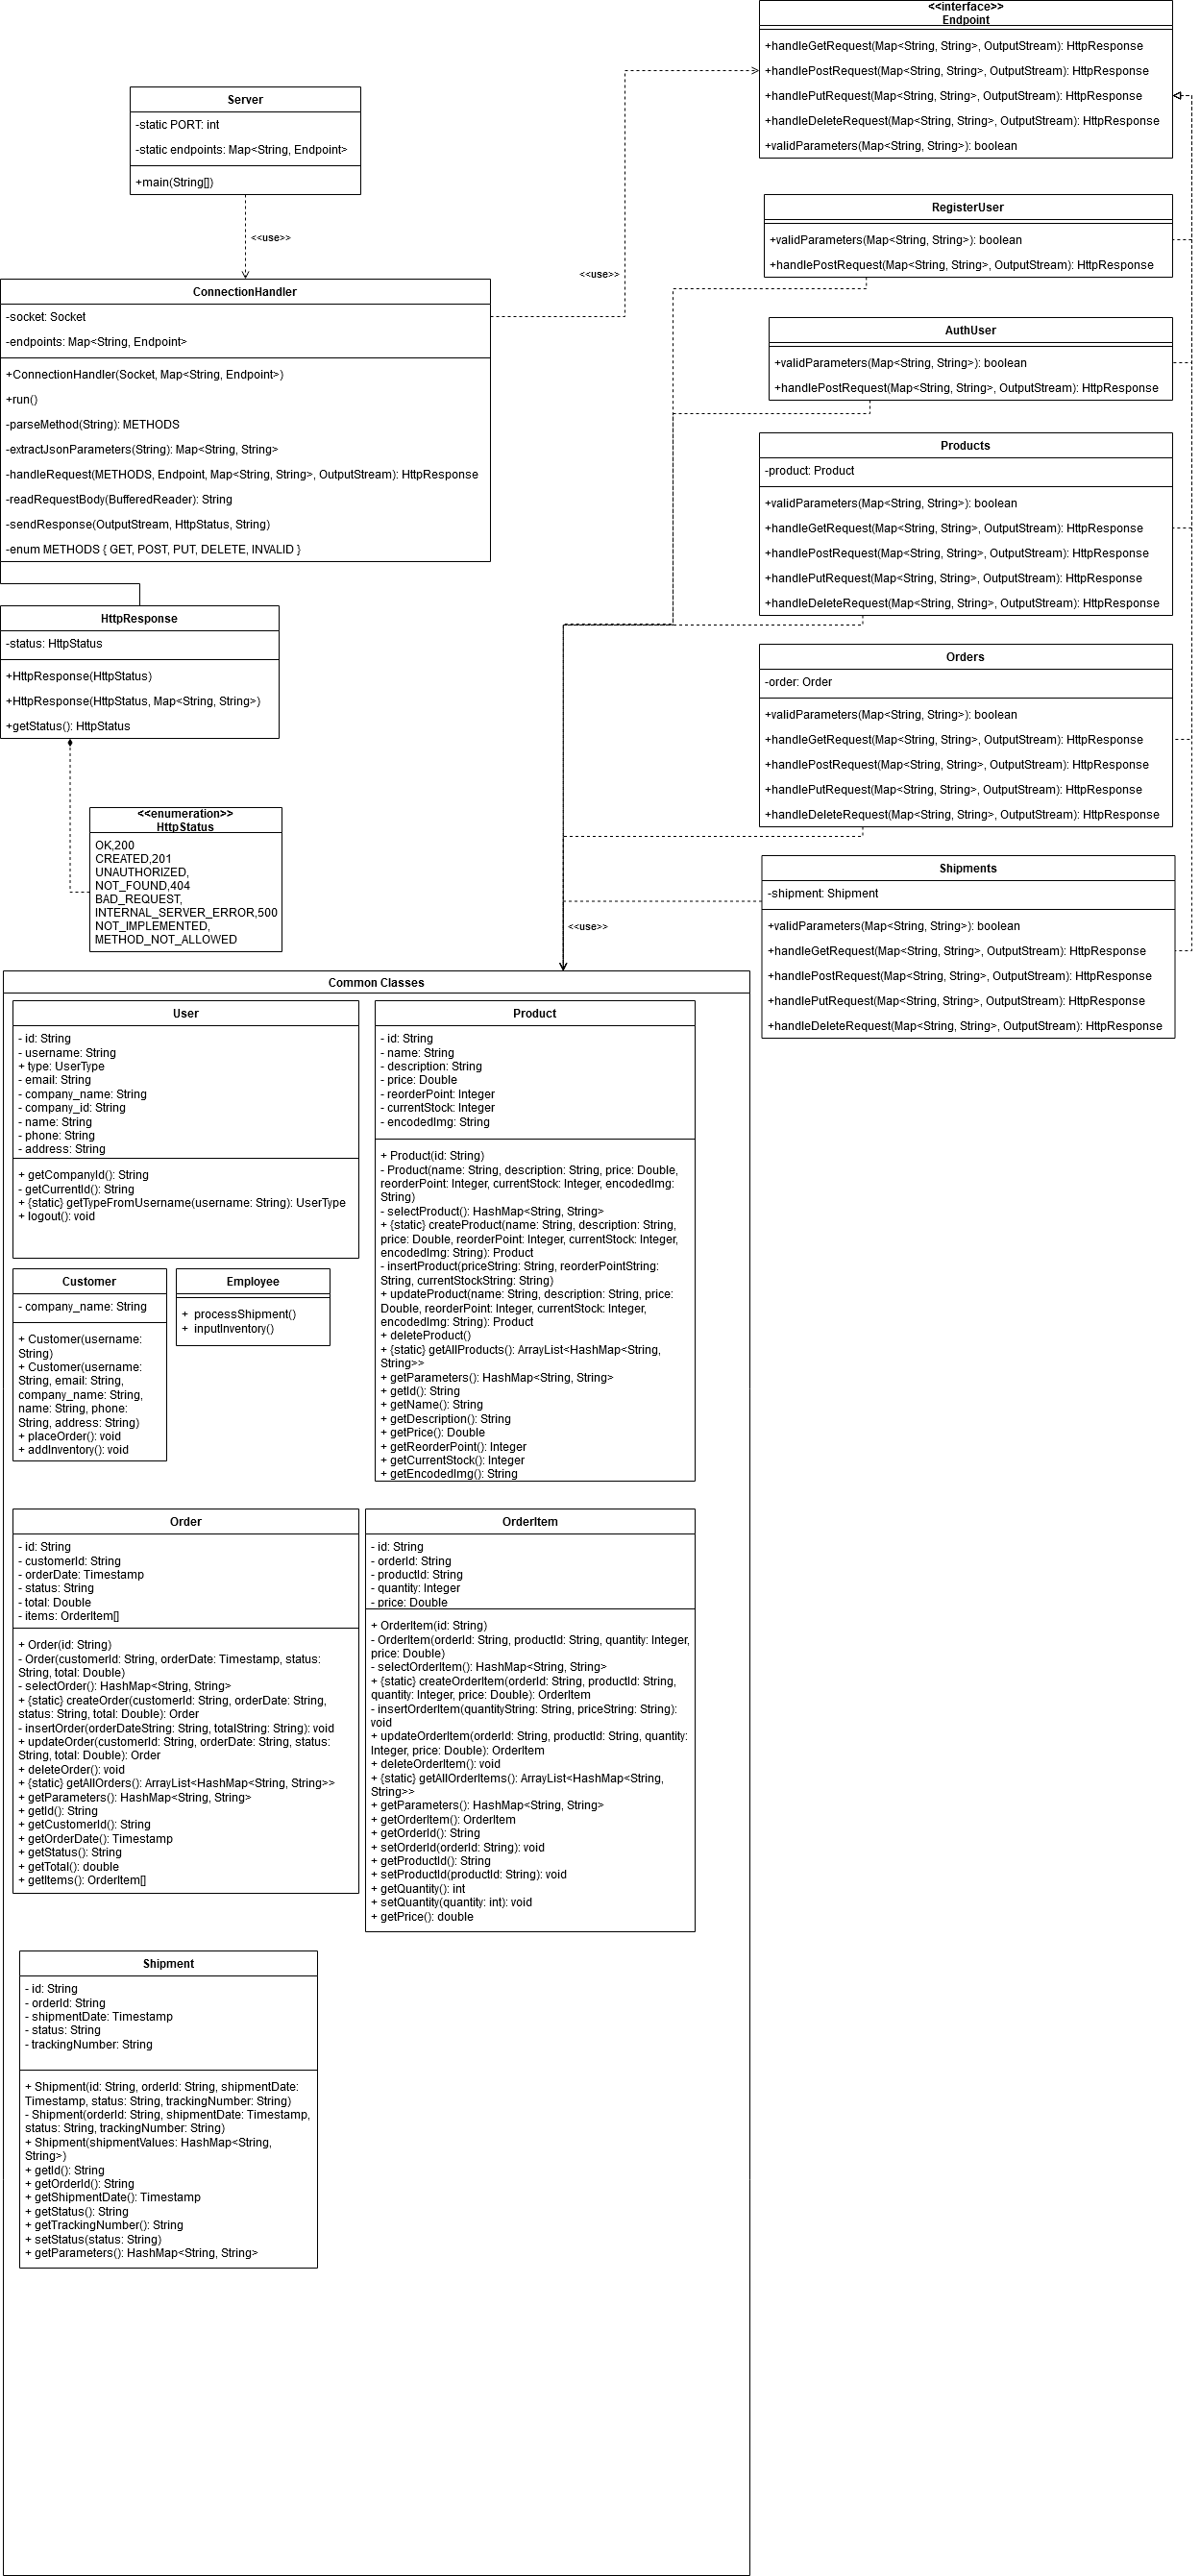 <<interface>>
Endpoint
+handleGetRequest(Map<String, String>, OutputStream): HttpResponse
+handlePostRequest(Map<String, String>, OutputStream): HttpResponse
+handlePutRequest(Map<String, String>, OutputStream): HttpResponse
+handleDeleteRequest(Map<String, String>, OutputStream): HttpResponse
+validParameters(Map<String, String>): boolean
Server
-static PORT: int
-static endpoints: Map<String, Endpoint>
+main(String[])
<<use>>
<<use>>
RegisterUser
+validParameters(Map<String, String>): boolean
+handlePostRequest(Map<String, String>, OutputStream): HttpResponse
ConnectionHandler
-socket: Socket
-endpoints: Map<String, Endpoint>
+ConnectionHandler(Socket, Map<String, Endpoint>)
+run()
-parseMethod(String): METHODS
-extractJsonParameters(String): Map<String, String>
-handleRequest(METHODS, Endpoint, Map<String, String>, OutputStream): HttpResponse
-readRequestBody(BufferedReader): String
-sendResponse(OutputStream, HttpStatus, String)
-enum METHODS { GET, POST, PUT, DELETE, INVALID }
AuthUser
+validParameters(Map<String, String>): boolean
+handlePostRequest(Map<String, String>, OutputStream): HttpResponse
Products
-product: Product
+validParameters(Map<String, String>): boolean
+handleGetRequest(Map<String, String>, OutputStream): HttpResponse
+handlePostRequest(Map<String, String>, OutputStream): HttpResponse
+handlePutRequest(Map<String, String>, OutputStream): HttpResponse
+handleDeleteRequest(Map<String, String>, OutputStream): HttpResponse
HttpResponse
-status: HttpStatus
+HttpResponse(HttpStatus)
+HttpResponse(HttpStatus, Map<String, String>)
+getStatus(): HttpStatus
Orders
-order: Order
+validParameters(Map<String, String>): boolean
+handleGetRequest(Map<String, String>, OutputStream): HttpResponse
+handlePostRequest(Map<String, String>, OutputStream): HttpResponse
+handlePutRequest(Map<String, String>, OutputStream): HttpResponse
+handleDeleteRequest(Map<String, String>, OutputStream): HttpResponse
<<enumeration>>
HttpStatus
OK,200
CREATED,201
UNAUTHORIZED,
NOT_FOUND,404
BAD_REQUEST,
INTERNAL_SERVER_ERROR,500
NOT_IMPLEMENTED,
METHOD_NOT_ALLOWED
Shipments
-shipment: Shipment
+validParameters(Map<String, String>): boolean
+handleGetRequest(Map<String, String>, OutputStream): HttpResponse
+handlePostRequest(Map<String, String>, OutputStream): HttpResponse
+handlePutRequest(Map<String, String>, OutputStream): HttpResponse
+handleDeleteRequest(Map<String, String>, OutputStream): HttpResponse
<<use>>
Common Classes
User
- id: String
- username: String
+ type: UserType
- email: String
- company_name: String
- company_id: String
- name: String
- phone: String
- address: String
+ getCompanyId(): String
- getCurrentId(): String
+ {static} getTypeFromUsername(username: String): UserType
+ logout(): void
Product
- id: String
- name: String
- description: String
- price: Double
- reorderPoint: Integer
- currentStock: Integer
- encodedImg: String
+ Product(id: String)
- Product(name: String, description: String, price: Double,
reorderPoint: Integer, currentStock: Integer, encodedImg:
String)
- selectProduct(): HashMap<String, String>
+ {static} createProduct(name: String, description: String,
price: Double, reorderPoint: Integer, currentStock: Integer,
encodedImg: String): Product
- insertProduct(priceString: String, reorderPointString:
String, currentStockString: String)
+ updateProduct(name: String, description: String, price:
Double, reorderPoint: Integer, currentStock: Integer,
encodedImg: String): Product
+ deleteProduct()
+ {static} getAllProducts(): ArrayList<HashMap<String,
String>>
+ getParameters(): HashMap<String, String>
+ getId(): String
+ getName(): String
+ getDescription(): String
+ getPrice(): Double
+ getReorderPoint(): Integer
+ getCurrentStock(): Integer
+ getEncodedImg(): String
Customer
- company_name: String
+ Customer(username:
String)
+ Customer(username:
String, email: String,
company_name: String,
name: String, phone:
String, address: String)
+ placeOrder(): void
+ addInventory(): void
Employee
+ processShipment()
+ inputInventory()
Order
- id: String
- customerId: String
- orderDate: Timestamp
- status: String
- total: Double
- items: OrderItem[]
+ Order(id: String)
- Order(customerId: String, orderDate: Timestamp, status:
String, total: Double)
- selectOrder(): HashMap<String, String>
+ {static} createOrder(customerId: String, orderDate: String,
status: String, total: Double): Order
- insertOrder(orderDateString: String, totalString: String): void
+ updateOrder(customerId: String, orderDate: String, status:
String, total: Double): Order
+ deleteOrder(): void
+ {static} getAllOrders(): ArrayList<HashMap<String, String>>
+ getParameters(): HashMap<String, String>
+ getId(): String
+ getCustomerId(): String
+ getOrderDate(): Timestamp
+ getStatus(): String
+ getTotal(): double
+ getItems(): OrderItem[]
OrderItem
- id: String
- orderId: String
- productId: String
- quantity: Integer
- price: Double
+ OrderItem(id: String)
- OrderItem(orderId: String, productId: String, quantity: Integer,
price: Double)
- selectOrderItem(): HashMap<String, String>
+ {static} createOrderItem(orderId: String, productId: String,
quantity: Integer, price: Double): OrderItem
- insertOrderItem(quantityString: String, priceString: String):
void
+ updateOrderItem(orderId: String, productId: String, quantity:
Integer, price: Double): OrderItem
+ deleteOrderItem(): void
+ {static} getAllOrderItems(): ArrayList<HashMap<String,
String>>
+ getParameters(): HashMap<String, String>
+ getOrderItem(): OrderItem
+ getOrderId(): String
+ setOrderId(orderId: String): void
+ getProductId(): String
+ setProductId(productId: String): void
+ getQuantity(): int
+ setQuantity(quantity: int): void
+ getPrice(): double
Shipment
- id: String
- orderId: String
- shipmentDate: Timestamp
- status: String
- trackingNumber: String
+ Shipment(id: String, orderId: String, shipmentDate:
Timestamp, status: String, trackingNumber: String)
- Shipment(orderId: String, shipmentDate: Timestamp,
status: String, trackingNumber: String)
+ Shipment(shipmentValues: HashMap<String,
String>)
+ getId(): String
+ getOrderId(): String
+ getShipmentDate(): Timestamp
+ getStatus(): String
+ getTrackingNumber(): String
+ setStatus(status: String)
+ getParameters(): HashMap<String, String>